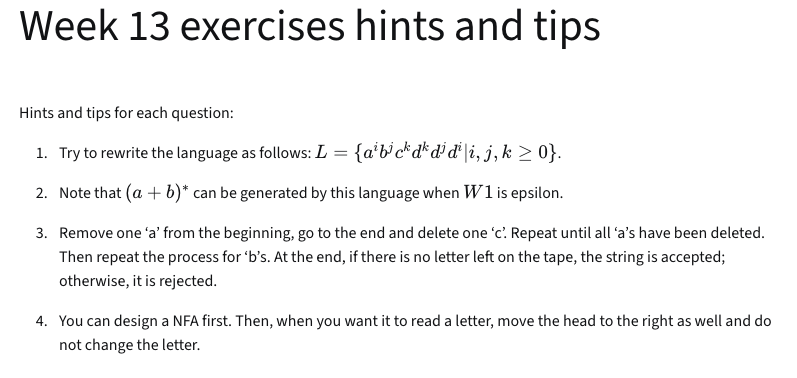 Week 13 exercises hints and tips
Hints and tips for each question:
1. Try to rewrite the language as follows: L = {aⁱbʲcᵏdᵏdʲdⁱ|i, j, k ≥ 0}.
2. Note that (a + b)* can be generated by this language when W1 is epsilon.
3. Remove one ‘a’ from the beginning, go to the end and delete one ‘c’. Repeat until all ‘a’s have been deleted.
Then repeat the process for ‘b’s. At the end, if there is no letter left on the tape, the string is accepted;
otherwise, it is rejected.
4. You can design a NFA first. Then, when you want it to read a letter, move the head to the right as well and do
not change the letter.